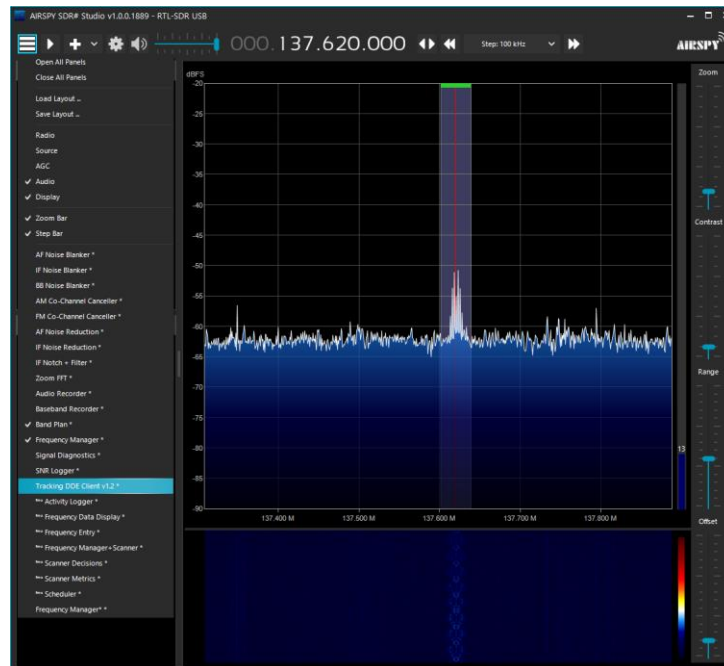 AIRSPY SDR# Studio v1.0.0.1889 - RTL-SDR USB
000.137.620.000
Step: 100 kHz
AIRSPY
Open All Panels
Close All Panels
Load Layout ...
Save Layout ...
Radio
Source
AGC
Audio
Display
Zoom Bar
Step Bar
AF Noise Blanker *
IF Noise Blanker *
BB Noise Blanker *
AM Co-Channel Canceller *
FM Co-Channel Canceller *
AF Noise Reduction *
IF Noise Reduction *
IF Notch + Filter *
Zoom FFT *
Audio Recorder *
Baseband Recorder *
Band Plan *
Frequency Manager *
Signal Diagnostics *
SNR Logger *
Tracking DDE Client v1.2 *
Activity Logger *
Frequency Data Display *
Frequency Entry *
Frequency Manager+Scanner *
Scanner Decisions *
Scanner Metrics *
Scheduler *
Frequency Manager* *
dBFS
-20
-25
-30
-35
-40
-45
-50
-55
-60
-65
-70
-75
-80
-85
-90
137.400 M
137.500 M
137.600 M
137.700 M
137.800 M
13
Zoom
Contrast
Range
Offset